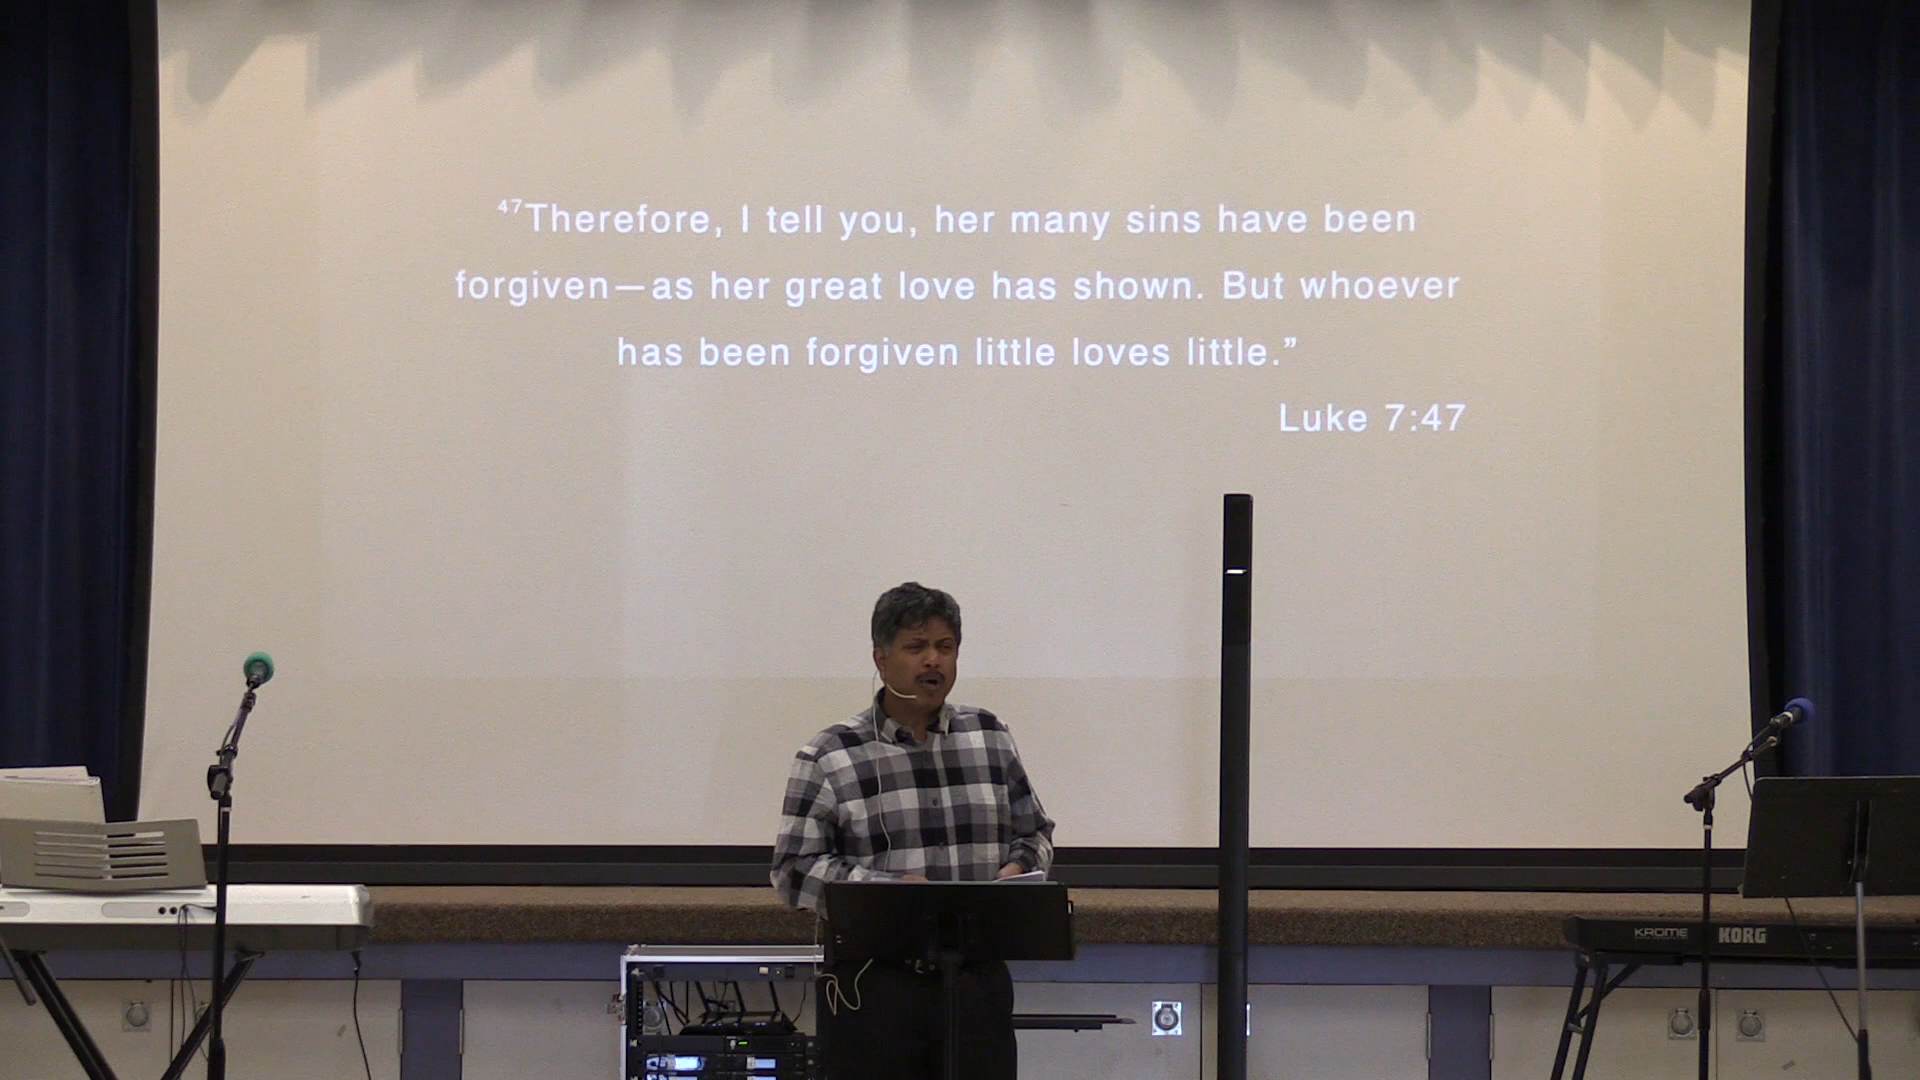 ⁴⁷Therefore, I tell you, her many sins have been
forgiven—as her great love has shown. But whoever
has been forgiven little loves little.”
Luke 7:47
KROME
KORG